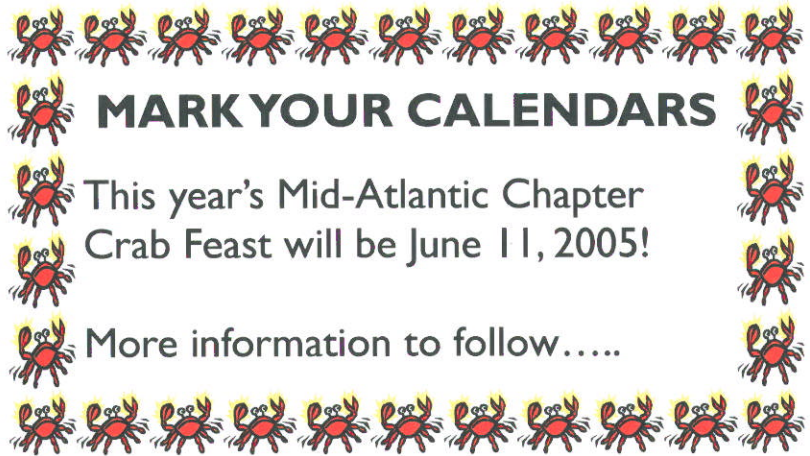 MARK YOUR CALENDARS
This year's Mid-Atlantic Chapter
Crab Feast will be June 11, 2005!
More information to follow.....